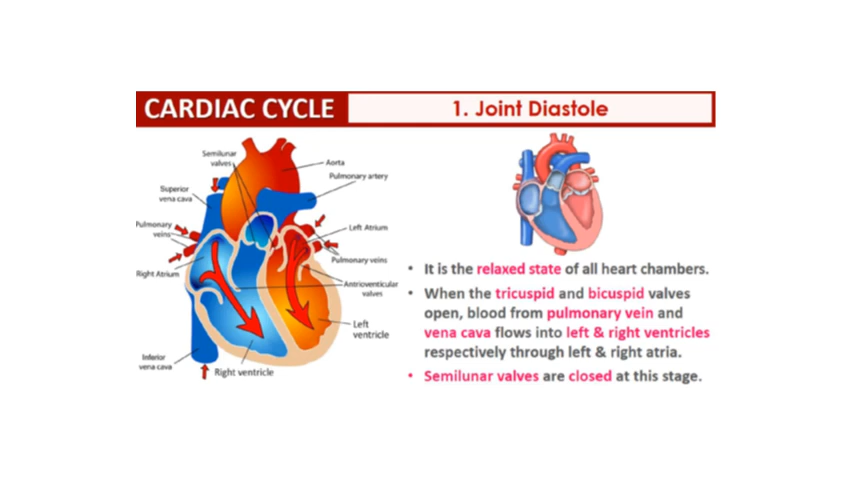 CARDIAC CYCLE
1. Joint Diastole
Semilunar
valves
Aorta
Pulmonary artery
Superior
vena cava
Pulmonary
veins
Left Atrium
Pulmonary veins
Right Atrium
Antrioventicular
valves
Left
ventricle
Inferior
vena cava
Right ventricle
• It is the relaxed state of all heart chambers.
• When the tricuspid and bicuspid valves
open, blood from pulmonary vein and
vena cava flows into left & right ventricles
respectively through left & right atria.
• Semilunar valves are closed at this stage.